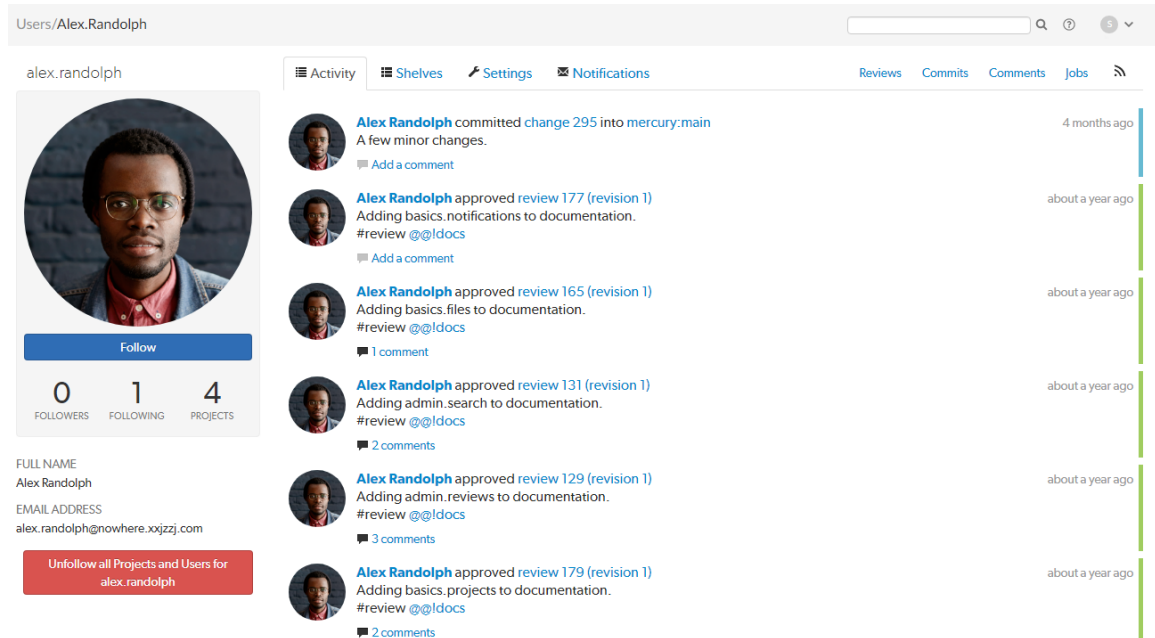 Users/Alex.Randolph
S
alex.randolph
Activity Shelves Settings Notifications Reviews Commits Comments Jobs
Follow
0 1 4
FOLLOWERS FOLLOWING PROJECTS
FULL NAME
Alex Randolph
EMAIL ADDRESS
alex.randolph@nowhere.xxjzzj.com
Unfollow all Projects and Users for
alex.randolph
Alex Randolph committed change 295 into mercury:main 4 months ago
A few minor changes.
Add a comment
Alex Randolph approved review 177 (revision 1) about a year ago
Adding basics.notifications to documentation.
#review @@!docs
Add a comment
Alex Randolph approved review 165 (revision 1) about a year ago
Adding basics.files to documentation.
#review @@!docs
1 comment
Alex Randolph approved review 131 (revision 1) about a year ago
Adding admin.search to documentation.
#review @@!docs
2 comments
Alex Randolph approved review 129 (revision 1) about a year ago
Adding admin.reviews to documentation.
#review @@!docs
3 comments
Alex Randolph approved review 179 (revision 1) about a year ago
Adding basics.projects to documentation.
#review @@!docs
2 comments